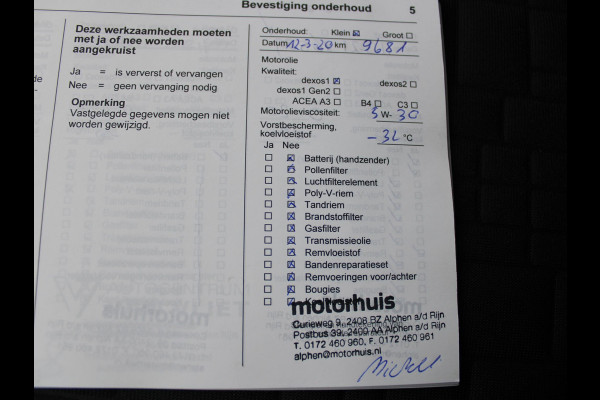 Bevestiging onderhoud 5
Deze werkzaamheden moeten
met ja of nee worden
aangekruist
Ja = is ververst of vervangen
Nee = geen vervanging nodig
Opmerking
Vastgelegde gegevens mogen niet
worden gewijzigd.
Onderhoud: Klein Groot
Datum 12-3-20 km 9681
Motorolie
Kwaliteit:
dexos1 dexos2
dexos1 Gen2
ACEA A3 B4 C3
Motorolieviscositeit: 5 W- 30
Vorstbescherming,
koelvloeistof -32 °C
Ja Nee
Batterij (handzender)
Pollenfilter
Luchtfilterelement
Poly-V-riem
Tandriem
Brandstoffilter
Gasfilter
Transmissieolie
Remvloeistof
Bandenreparatieset
Remvoeringen voor/achter
Bougies
motorhuis
Curieweg 9, 2408 BZ Alphen a/d Rijn
Postbus 39, 2400 AA Alphen a/d Rijn
T. 0172 460 960, F. 0172 460 961
alphen@motorhuis.nl